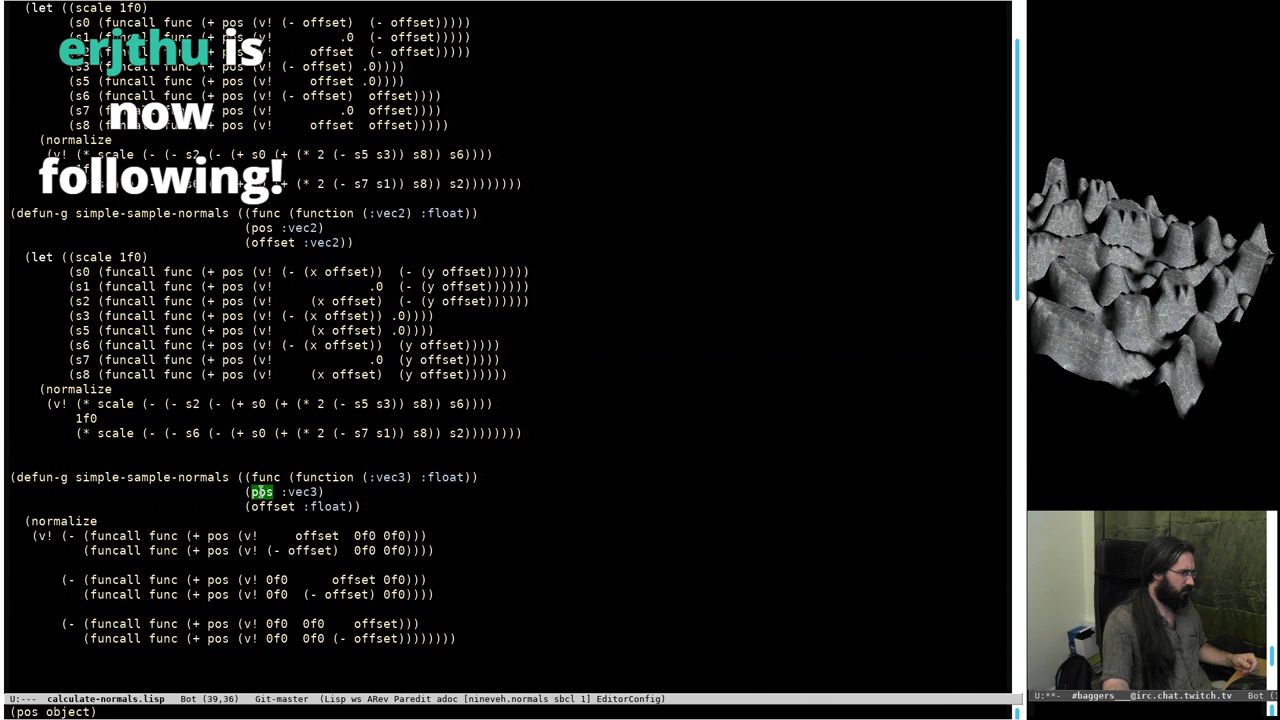 (let ((scale 1f0)
(s0 (funcall func (+ pos (v! (- offset)  (- offset)))))
(s1 (funcall func (+ pos (v!         .0  (- offset)))))
(funcall func (+ pos (v!     offset  (- offset)))))
(s3 (funcall func (+ pos (v! (- offset) .0))))
(s5 (funcall func (+ pos (v!     offset .0))))
(s6 (funcall func (+ pos (v! (- offset)  offset))))
(s7 (funcall func (+ pos (v!         .0  offset))))
(s8 (funcall func (+ pos (v!     offset  offset)))))
erjthu is
now
following!
(normalize
(v! (* scale (- (- s2 (- (+ s0 (+ (* 2 (- s5 s3)) s8)) s6))))
(+ (* 2 (- s7 s1)) s8)) s2))))))))
(defun-g simple-sample-normals ((func (function (:vec2) :float))
(pos :vec2)
(offset :vec2))
(let ((scale 1f0)
(s0 (funcall func (+ pos (v! (- (x offset))  (- (y offset))))))
(s1 (funcall func (+ pos (v!             .0  (- (y offset))))))
(s2 (funcall func (+ pos (v!     (x offset)  (- (y offset))))))
(s3 (funcall func (+ pos (v! (- (x offset)) .0))))
(s5 (funcall func (+ pos (v!     (x offset) .0))))
(s6 (funcall func (+ pos (v! (- (x offset))  (y offset)))))
(s7 (funcall func (+ pos (v!             .0  (y offset)))))
(s8 (funcall func (+ pos (v!     (x offset)  (y offset))))))
(normalize
(v! (* scale (- (- s2 (- (+ s0 (+ (* 2 (- s5 s3)) s8)) s6))))
1f0
(* scale (- (- s6 (- (+ s0 (+ (* 2 (- s7 s1)) s8)) s2))))))))
(defun-g simple-sample-normals ((func (function (:vec3) :float))
(pos :vec3)
(offset :float))
(normalize
(v! (- (funcall func (+ pos (v!     offset  0f0 0f0)))
(funcall func (+ pos (v! (- offset)  0f0 0f0))))
(- (funcall func (+ pos (v! 0f0      offset 0f0)))
(funcall func (+ pos (v! 0f0  (- offset) 0f0))))
(- (funcall func (+ pos (v! 0f0  0f0    offset)))
(funcall func (+ pos (v! 0f0  0f0 (- offset))))))))
U:---  calculate-normals.lisp   Bot (39,36)   Git-master  (Lisp ws ARev Paredit adoc [nineveh.normals sbcl 1] EditorConfig)
U:**-  #baggers___@irc.chat.twitch.tv   Bot (
(pos object)